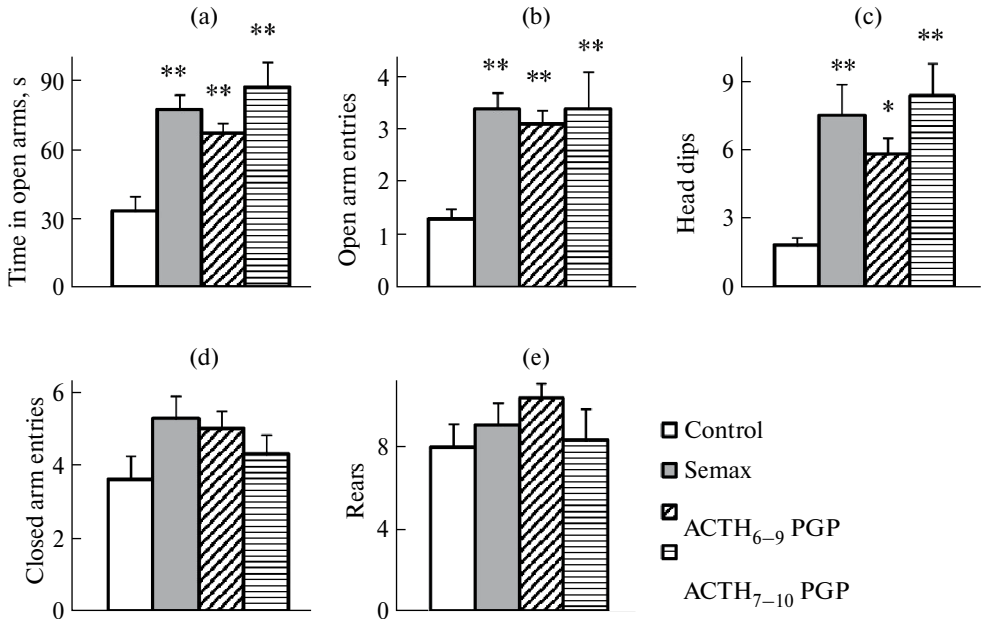 (a)
**
**
**
90
60
30
0
Time in open arms, s
(b)
**
**
**
4
3
2
1
0
Open arm entries
(c)
**
*
**
9
6
3
0
Head dips
(d)
6
4
2
0
Closed arm entries
(e)
8
4
0
Rears
Control
Semax
ACTH₆₋₉ PGP
ACTH₇₋₁₀ PGP